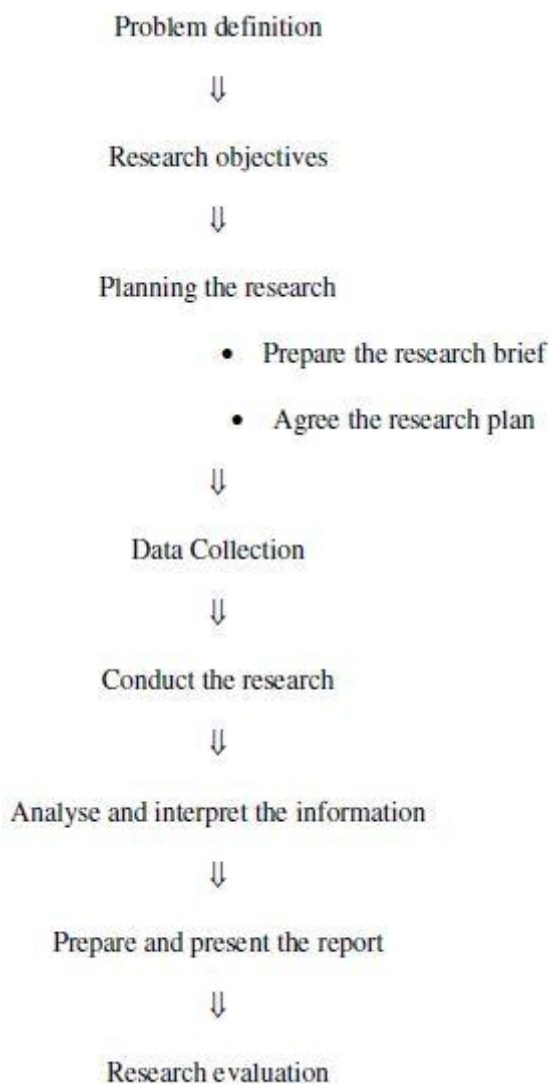 Problem definition
⇓
Research objectives
⇓
Planning the research
• Prepare the research brief
• Agree the research plan
⇓
Data Collection
⇓
Conduct the research
⇓
Analyse and interpret the information
⇓
Prepare and present the report
⇓
Research evaluation